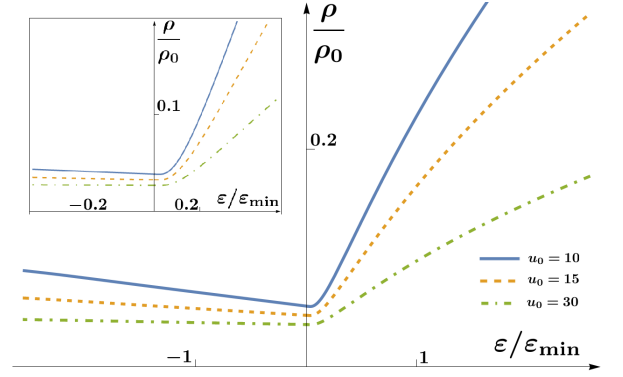 ρ
ρ₀
0.1
−0.2
0.2
ε/εmin
ρ
ρ₀
0.2
u₀ = 10
u₀ = 15
u₀ = 30
ε/εmin
−1
1